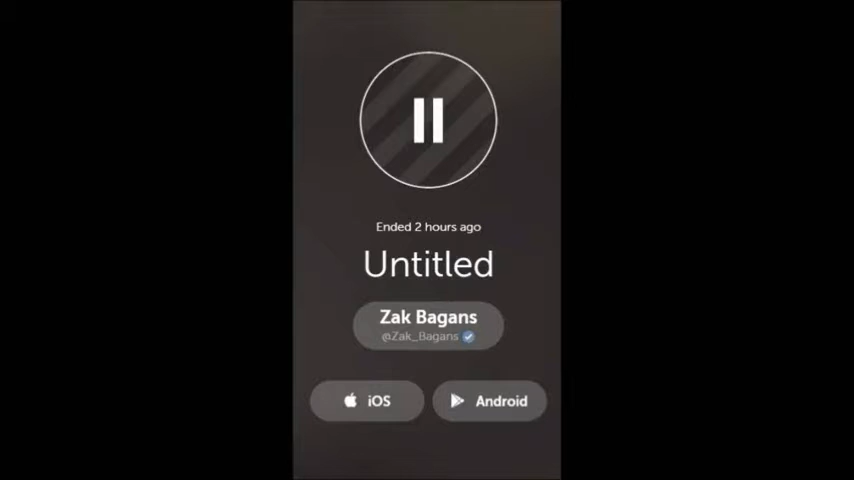 Ended 2 hours ago
Untitled
Zak Bagans
@Zak_Bagans
iOS
Android